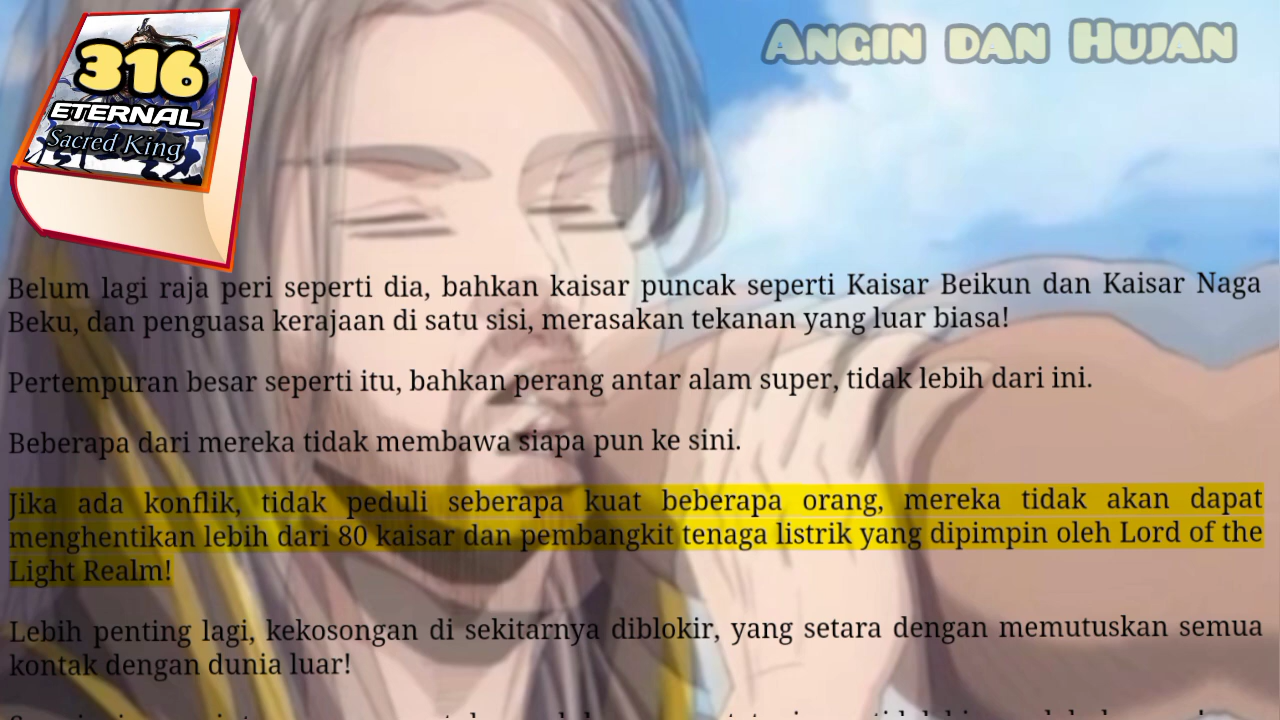 Angin dan Hujan
316
ETERNAL
Sacred King
Belum lagi raja peri seperti dia, bahkan kaisar puncak seperti Kaisar Beikun dan Kaisar Naga
Beku, dan penguasa kerajaan di satu sisi, merasakan tekanan yang luar biasa!
Pertempuran besar seperti itu, bahkan perang antar alam super, tidak lebih dari ini.
Beberapa dari mereka tidak membawa siapa pun ke sini.
Jika ada konflik, tidak peduli seberapa kuat beberapa orang, mereka tidak akan dapat
menghentikan lebih dari 80 kaisar dan pembangkit tenaga listrik yang dipimpin oleh Lord of the
Light Realm!
Lebih penting lagi, kekosongan di sekitarnya diblokir, yang setara dengan memutuskan semua
kontak dengan dunia luar!